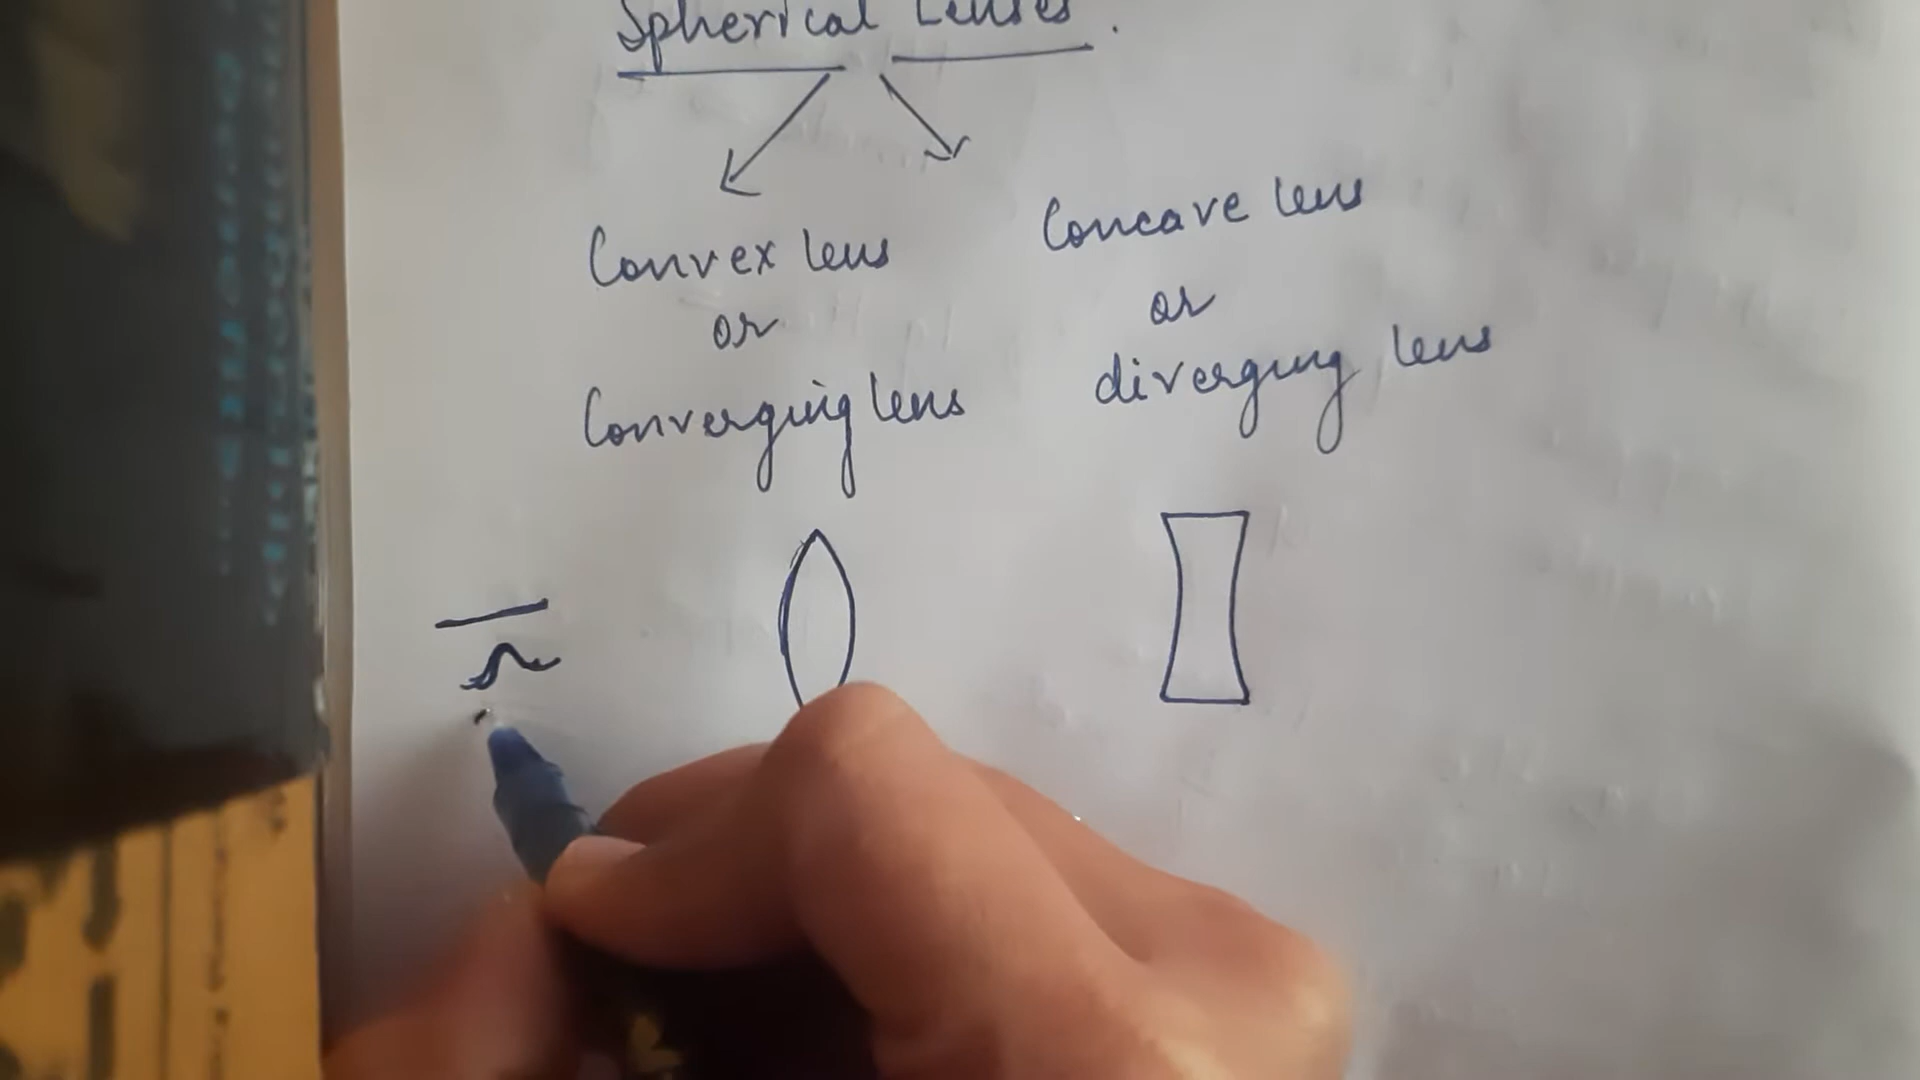 Spherical Lenses.
Convex lens
or
Converging lens
Concave lens
or
diverging lens